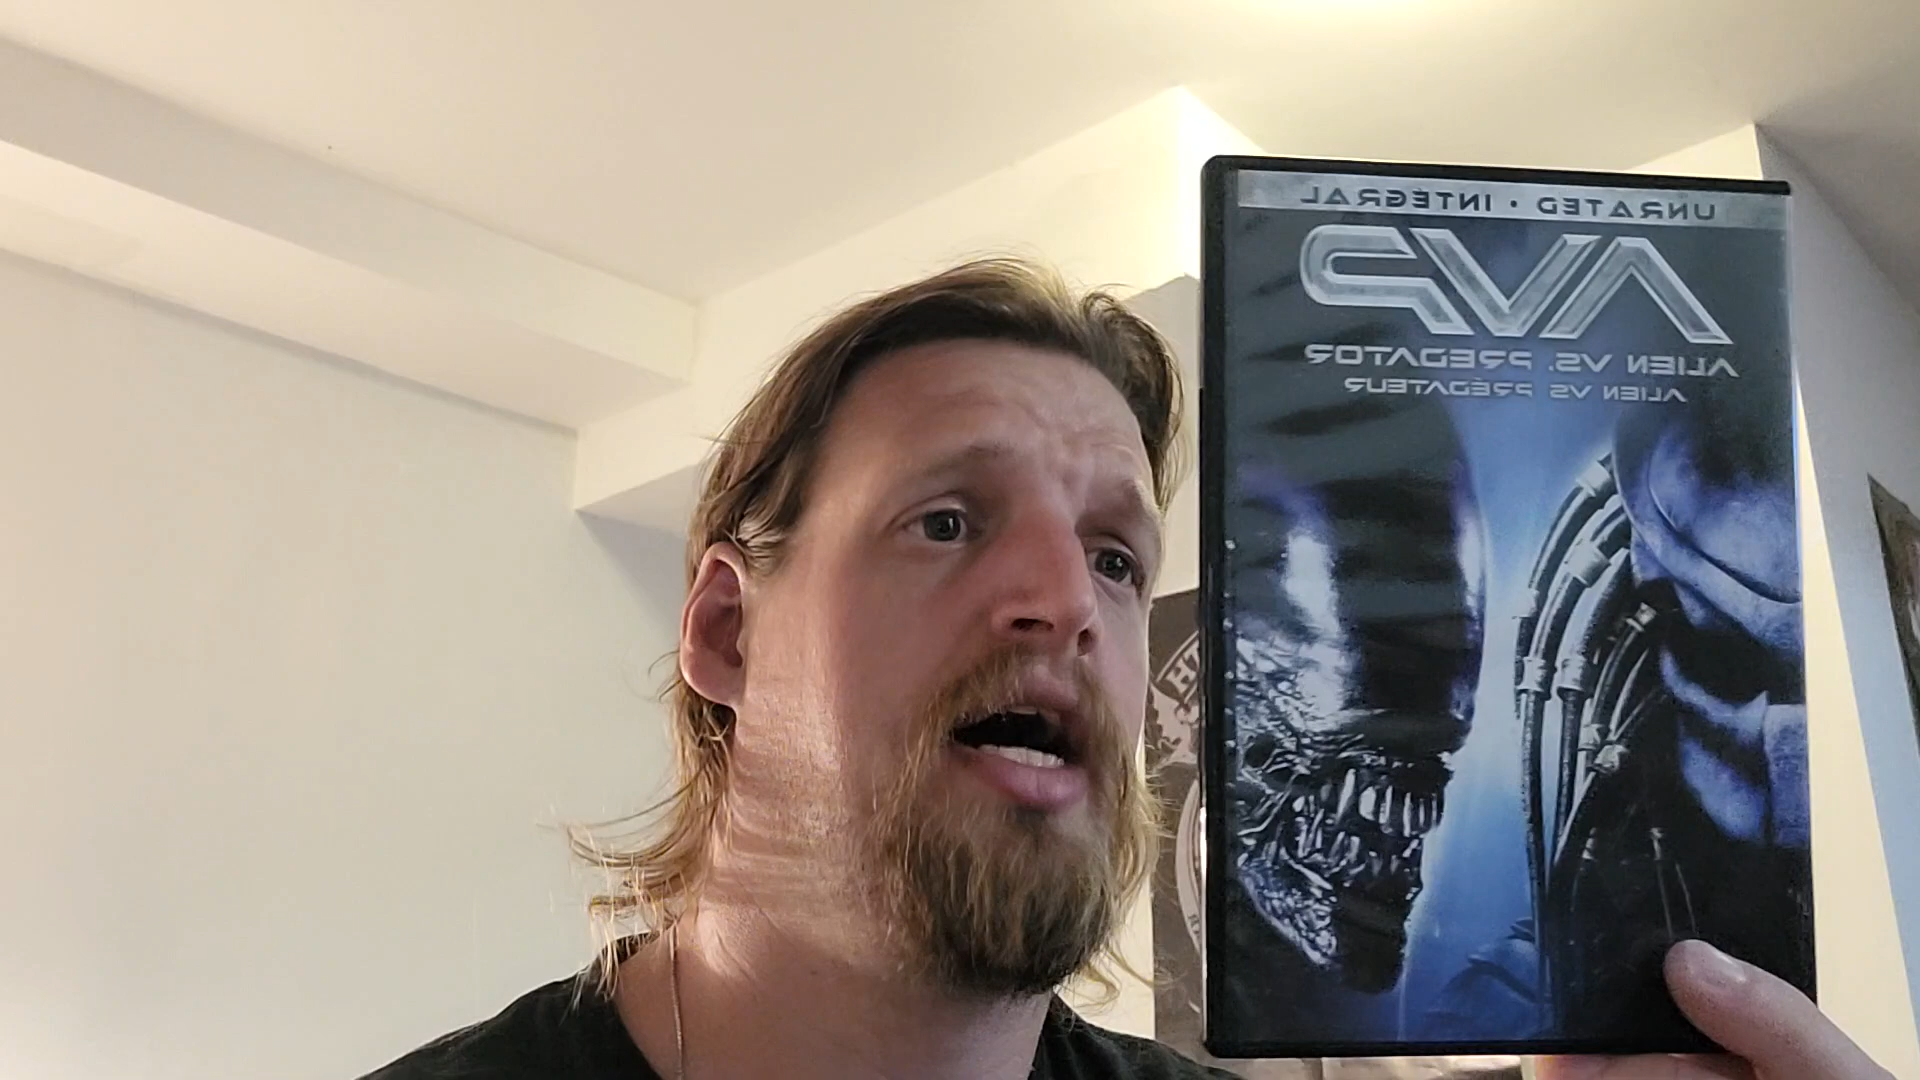 UNRATED • INTÉGRAL
AVP
ALIEN VS. PREDATOR
ALIEN VS PRÉDATEUR